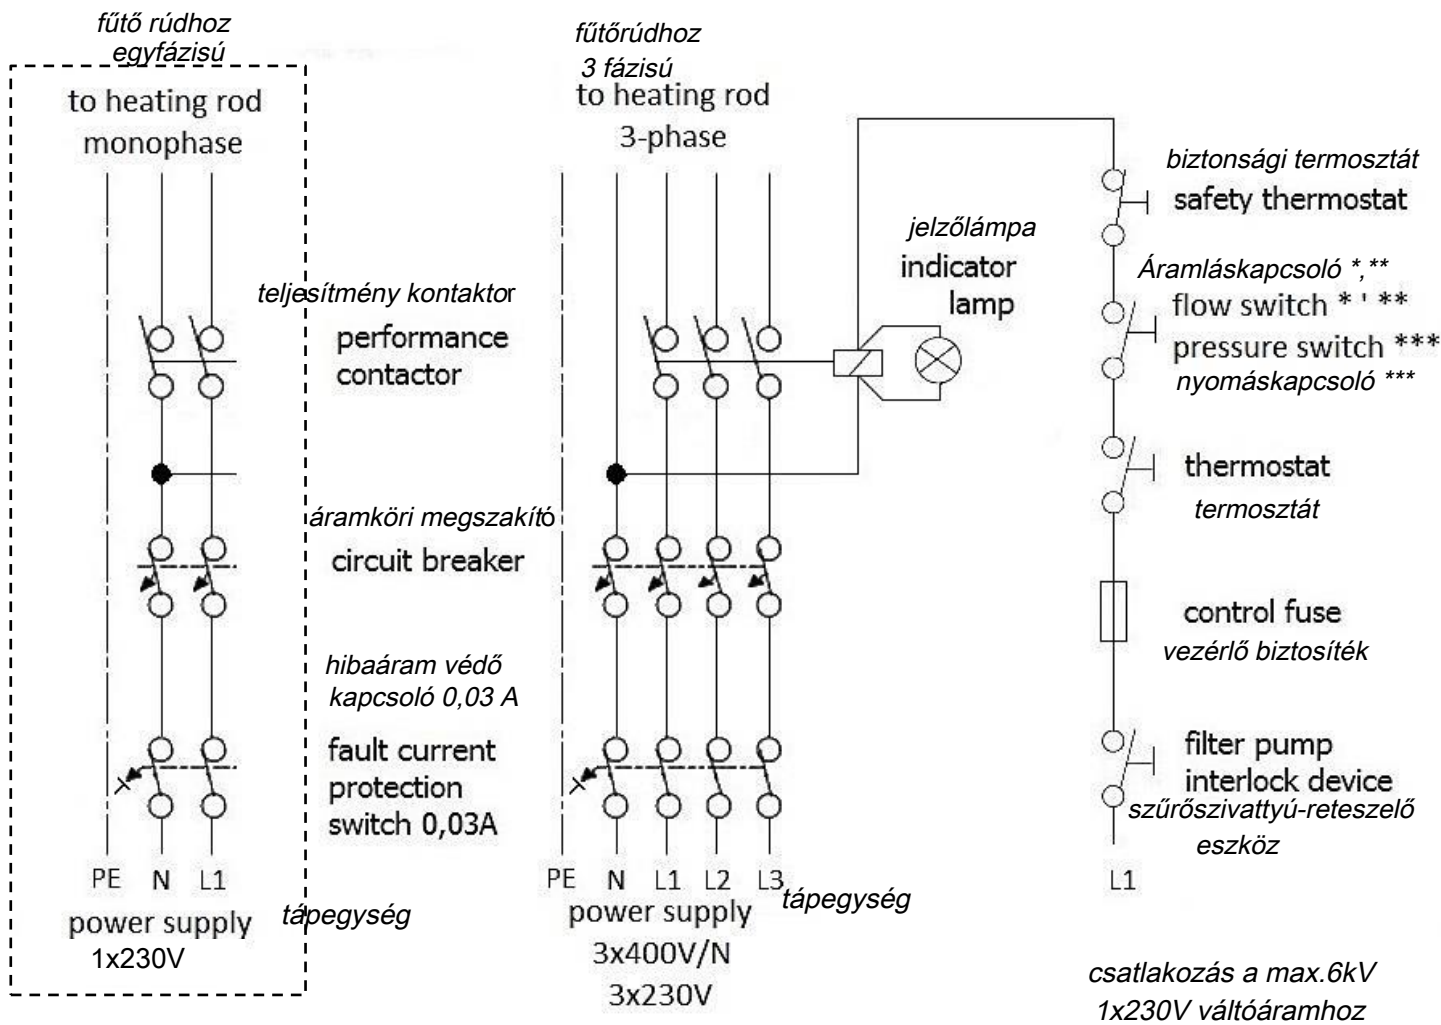 fűtő rúdhoz
egyfázisú
to heating rod
monophase
fűtőrúdhoz
3 fázisú
to heating rod
3-phase
biztonsági termosztát
safety thermostat
jelzőlámpa
indicator
lamp
Áramláskapcsoló *,**
flow switch * ' **
pressure switch ***
nyomáskapcsoló ***
teljesítmény kontaktor
performance
contactor
thermostat
termosztát
áramköri megszakító
circuit breaker
control fuse
vezérlő biztosíték
hibaáram védő
kapcsoló 0,03 A
fault current
protection
switch 0,03A
filter pump
interlock device
szűrőszivattyú-reteszelő
eszköz
PE N L1
power supply
1x230V
tápegység
PE N L1 L2 L3
tápegység
power supply
3x400V/N
3x230V
L1
csatlakozás a max.6kV
1x230V váltóáramhoz